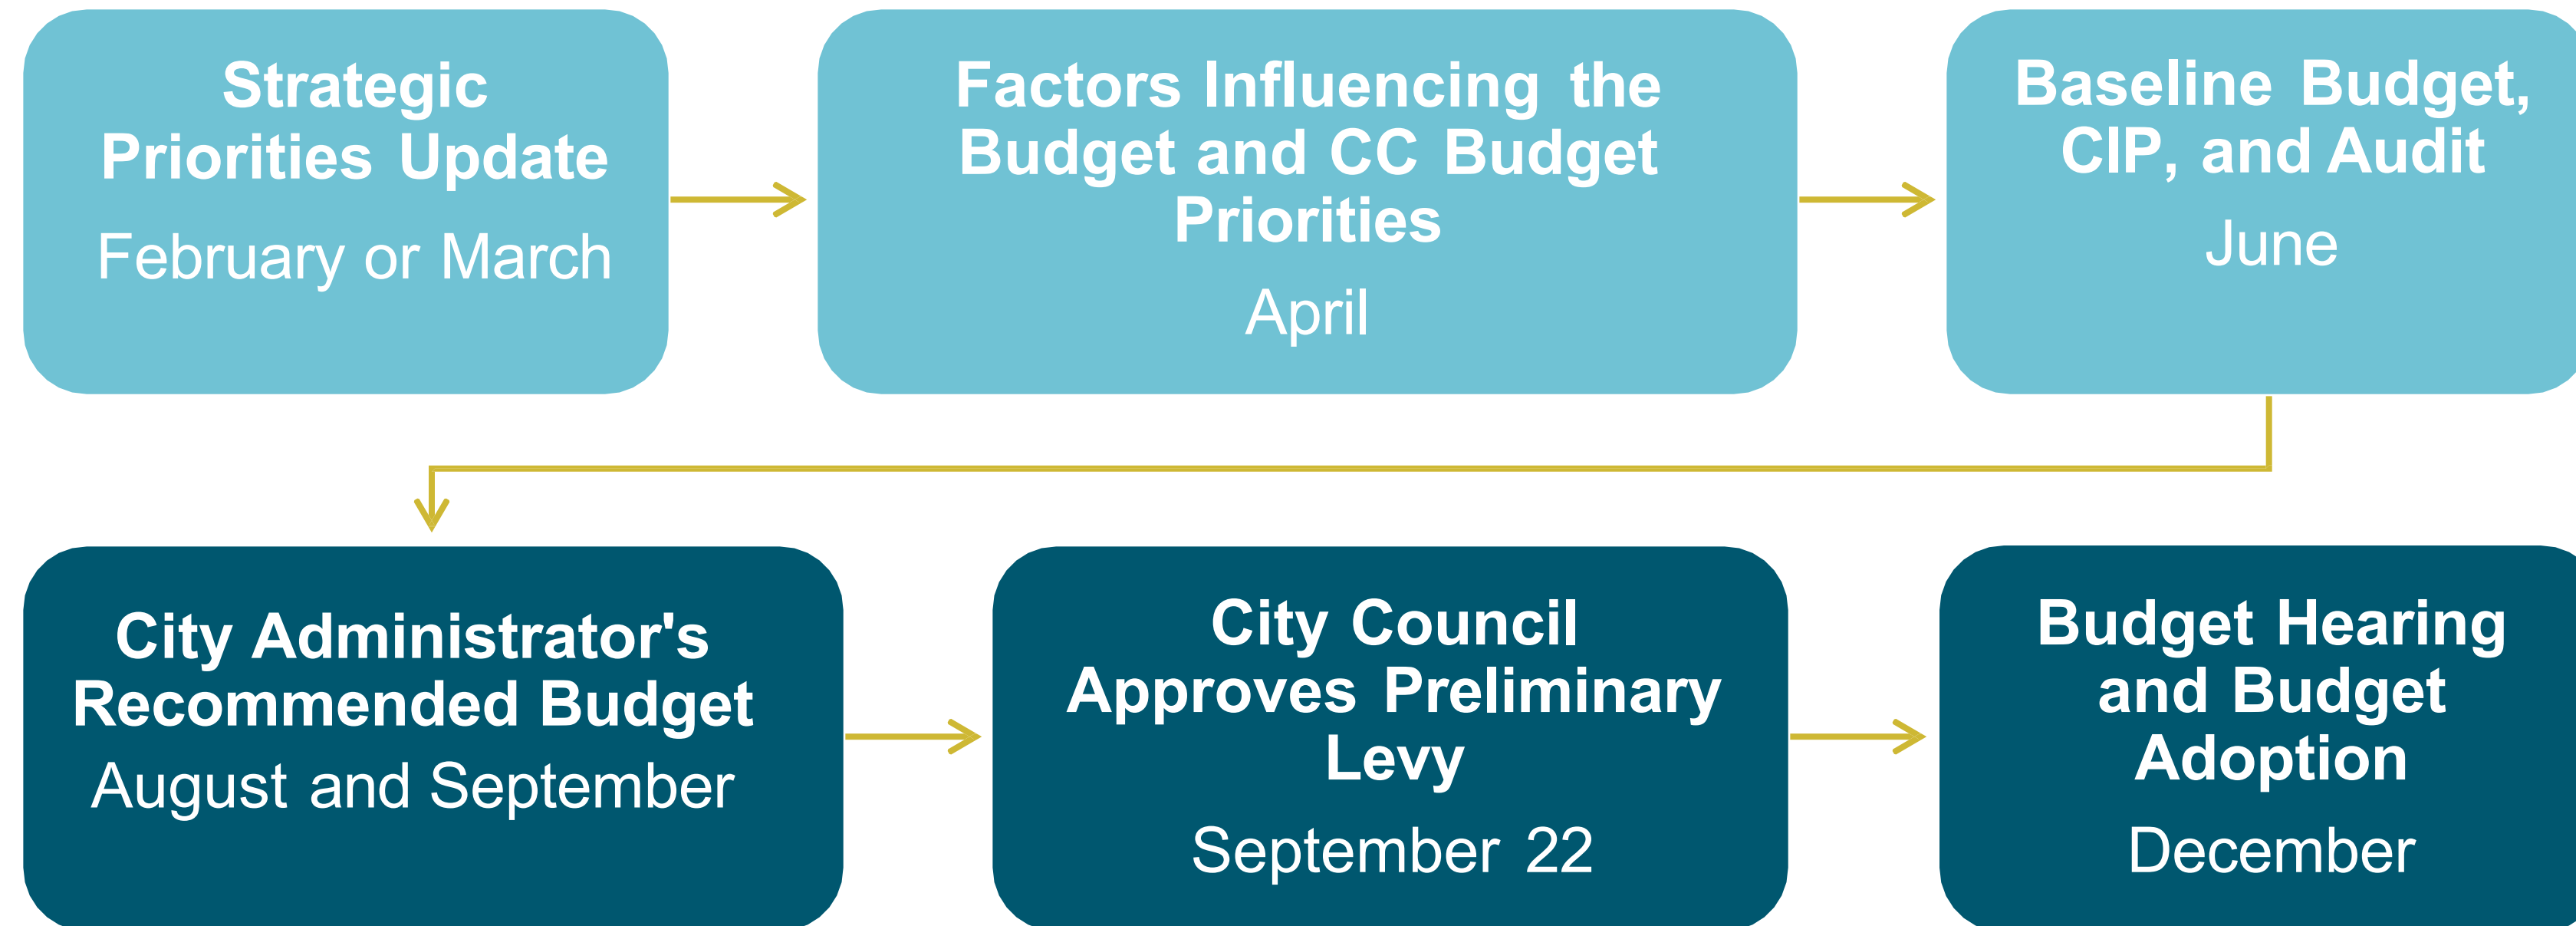 Strategic
Priorities Update
February or March
Factors Influencing the
Budget and CC Budget
Priorities
April
Baseline Budget,
CIP, and Audit
June
City Administrator's
Recommended Budget
August and September
City Council
Approves Preliminary
Levy
September 22
Budget Hearing
and Budget
Adoption
December